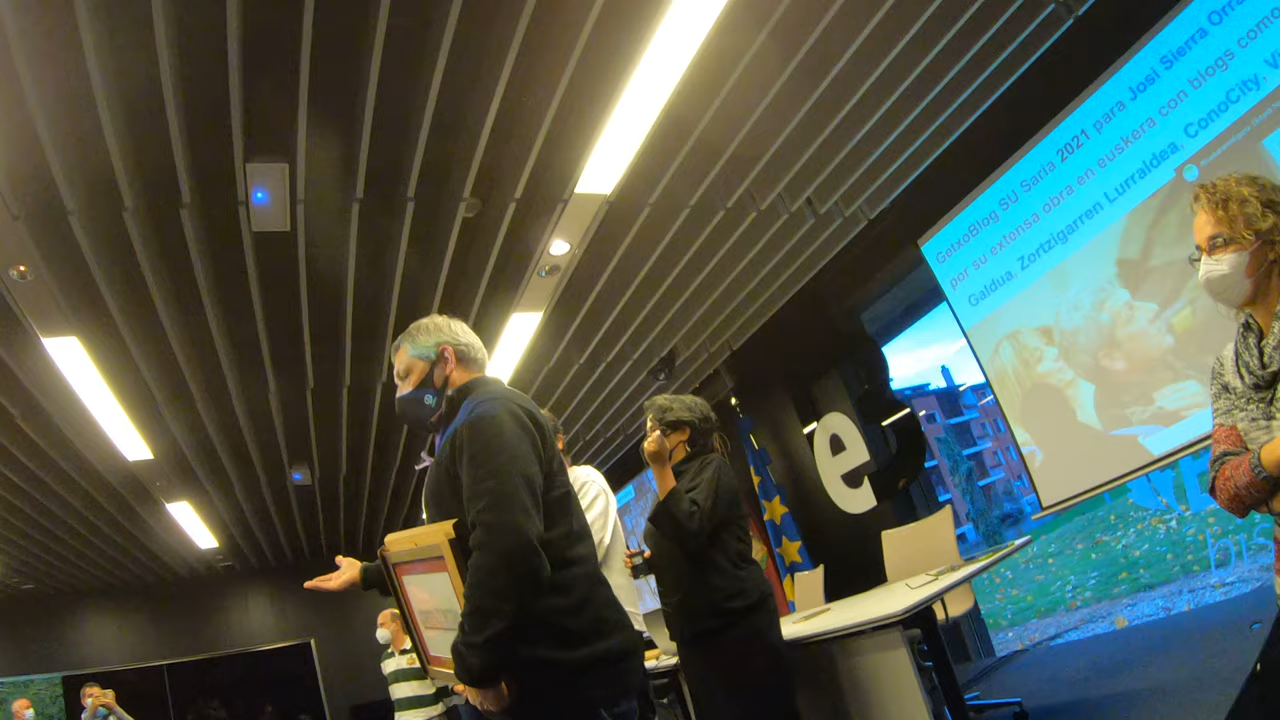 GetxoBlog SU Saria 2021 para Josi Sierra Orra
por su extensa obra en euskera con blogs como
Galdua, Zortzigarren Lurraldea, ConoCity, V
e